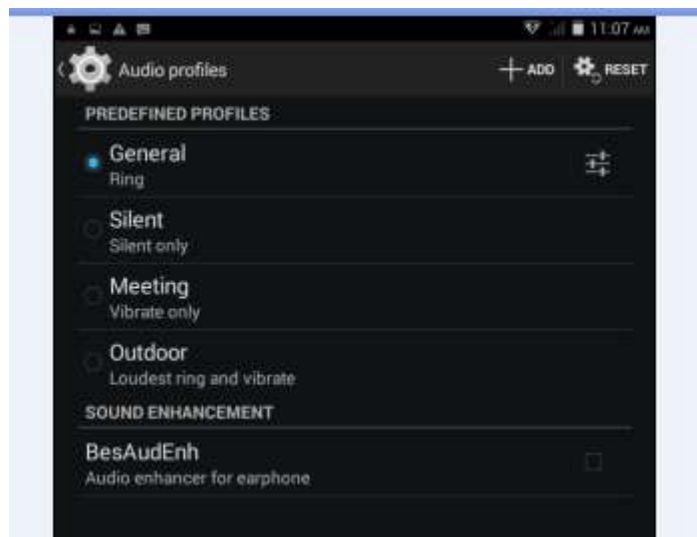 11:07 AM
Audio profiles
ADD
RESET
PREDEFINED PROFILES
General
Ring
Silent
Silent only
Meeting
Vibrate only
Outdoor
Loudest ring and vibrate
SOUND ENHANCEMENT
BesAudEnh
Audio enhancer for earphone